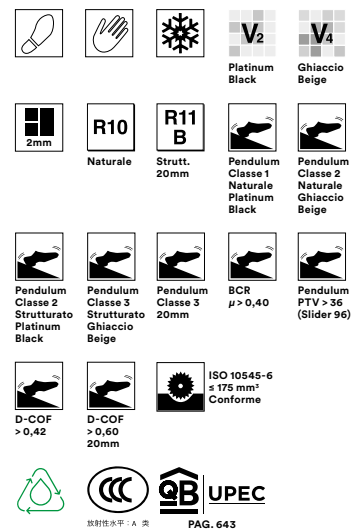 V2
V4
Platinum
Black
Ghiaccio
Beige
2mm
R10
R11
B
Naturale
Strutt.
20mm
Pendulum
Classe 1
Naturale
Platinum
Black
Pendulum
Classe 2
Naturale
Ghiaccio
Beige
Pendulum
Classe 2
Strutturato
Platinum
Black
Pendulum
Classe 3
Strutturato
Ghiaccio
Beige
Pendulum
Classe 3
20mm
BCR
μ > 0,40
Pendulum
PTV > 36
(Slider 96)
D-COF
> 0,42
D-COF
> 0,60
20mm
ISO 10545-6
≤ 175 mm³
Conforme
CCC
放射性水平：A 类
QB
UPEC
PAG. 643